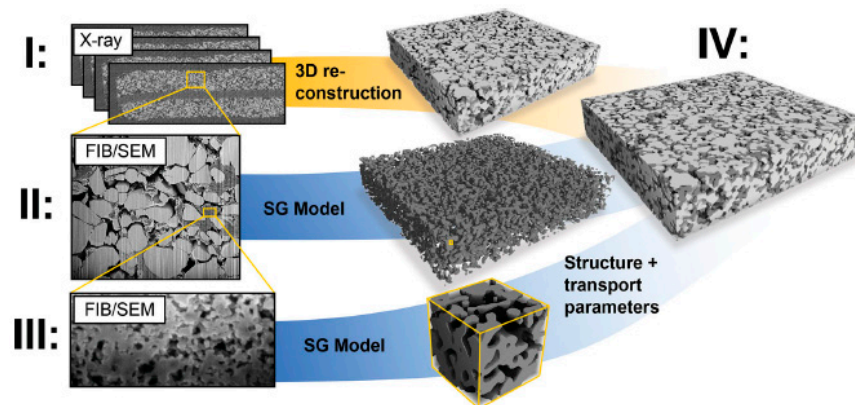 I:
X-ray
3D re-
construction
IV:
FIB/SEM
II:
SG Model
Structure +
transport
parameters
FIB/SEM
III:
SG Model